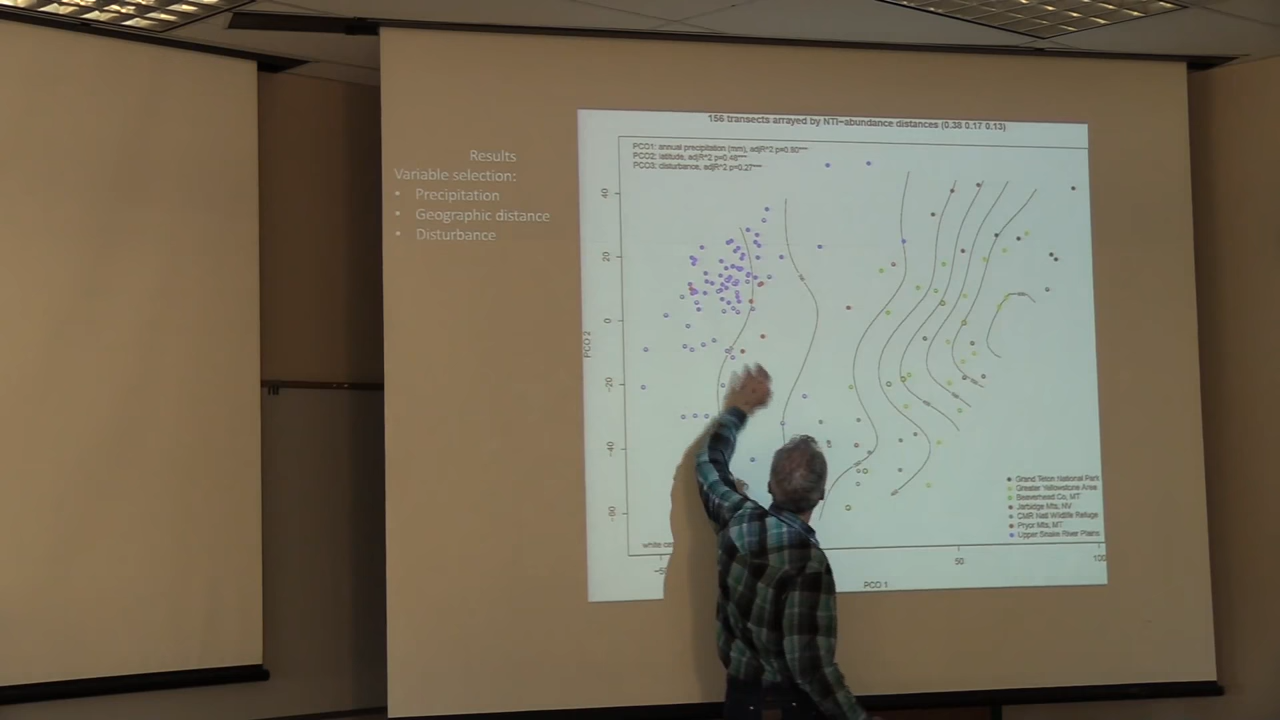 156 transects arrayed by NTI-abundance distances (0.38 0.17 0.13)
Results
Variable selection:
• Precipitation
• Geographic distance
• Disturbance
PCO1: annual precipitation (mm), adjR^2 p=0.80***
PCO2: latitude, adjR^2 p=0.48***
PCO3: disturbance, adjR^2 p=0.27***
PCO 2
40
20
0
-20
-40
-60
Grand Teton National Park
Greater Yellowstone Area
Beaverhead Co, MT
Jarbidge Mts, NV
CMR Natl Wildlife Refuge
Pryor Mts, MT
Upper Snake River Plains
white
50
100
PCO 1